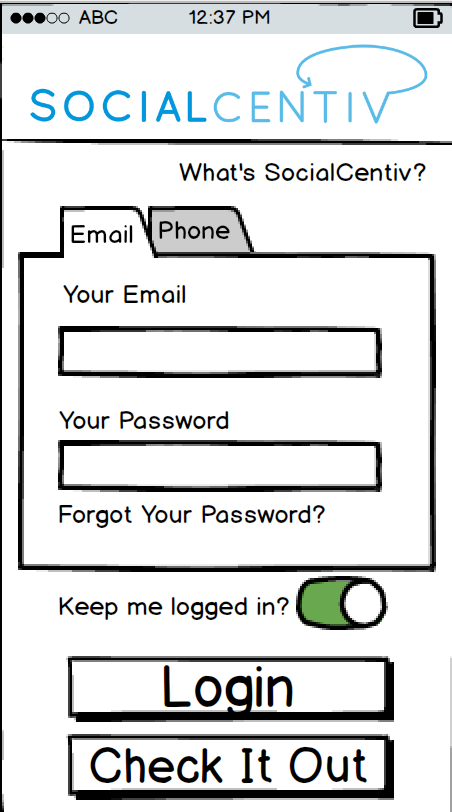 ABC 12:37 PM
SOCIALCENTIV
What's SocialCentiv?
Email Phone
Your Email
Your Password
Forgot Your Password?
Keep me logged in?
Login
Check It Out